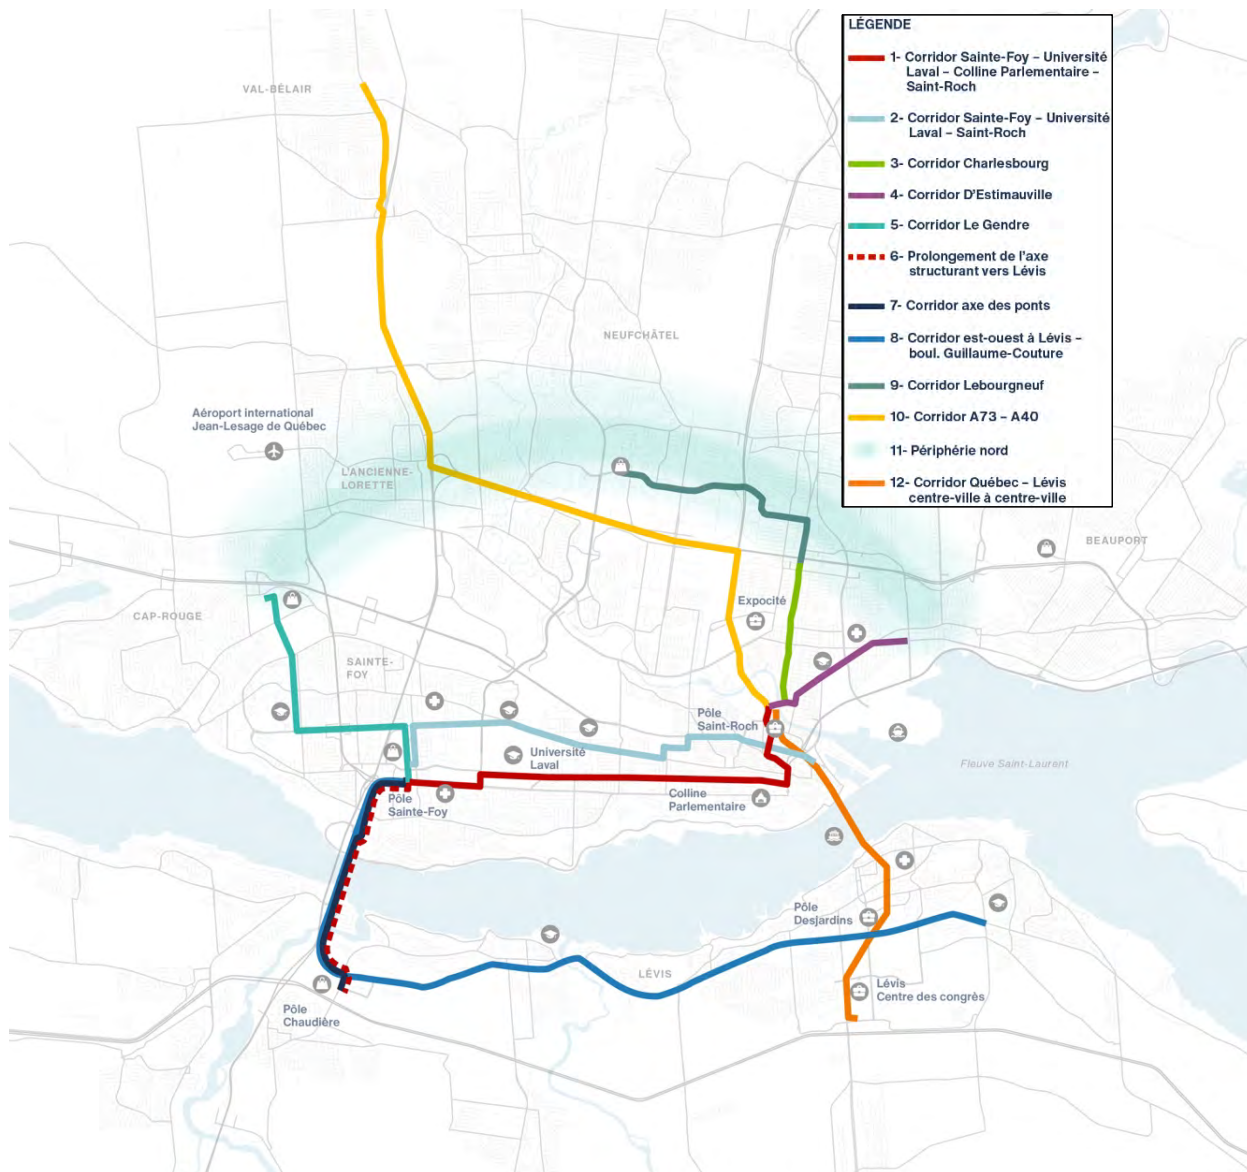 LÉGENDE
1- Corridor Sainte-Foy – Université
Laval – Colline Parlementaire –
Saint-Roch
2- Corridor Sainte-Foy – Université
Laval – Saint-Roch
3- Corridor Charlesbourg
4- Corridor D'Estimauville
5- Corridor Le Gendre
6- Prolongement de l'axe
structurant vers Lévis
7- Corridor axe des ponts
8- Corridor est-ouest à Lévis –
boul. Guillaume-Couture
9- Corridor Lebourgneuf
10- Corridor A73 – A40
11- Périphérie nord
12- Corridor Québec – Lévis
centre-ville à centre-ville
VAL-BÉLAIR
NEUFCHÂTEL
Aéroport international
Jean-Lesage de Québec
L'ANCIENNE-
LORETTE
BEAUPORT
CAP-ROUGE
Expocité
SAINTE-
FOY
Pôle
Saint-Roch
Université
Laval
Fleuve Saint-Laurent
Colline
Parlementaire
Pôle
Sainte-Foy
Pôle
Desjardins
LÉVIS
Lévis
Centre des congrès
Pôle
Chaudière